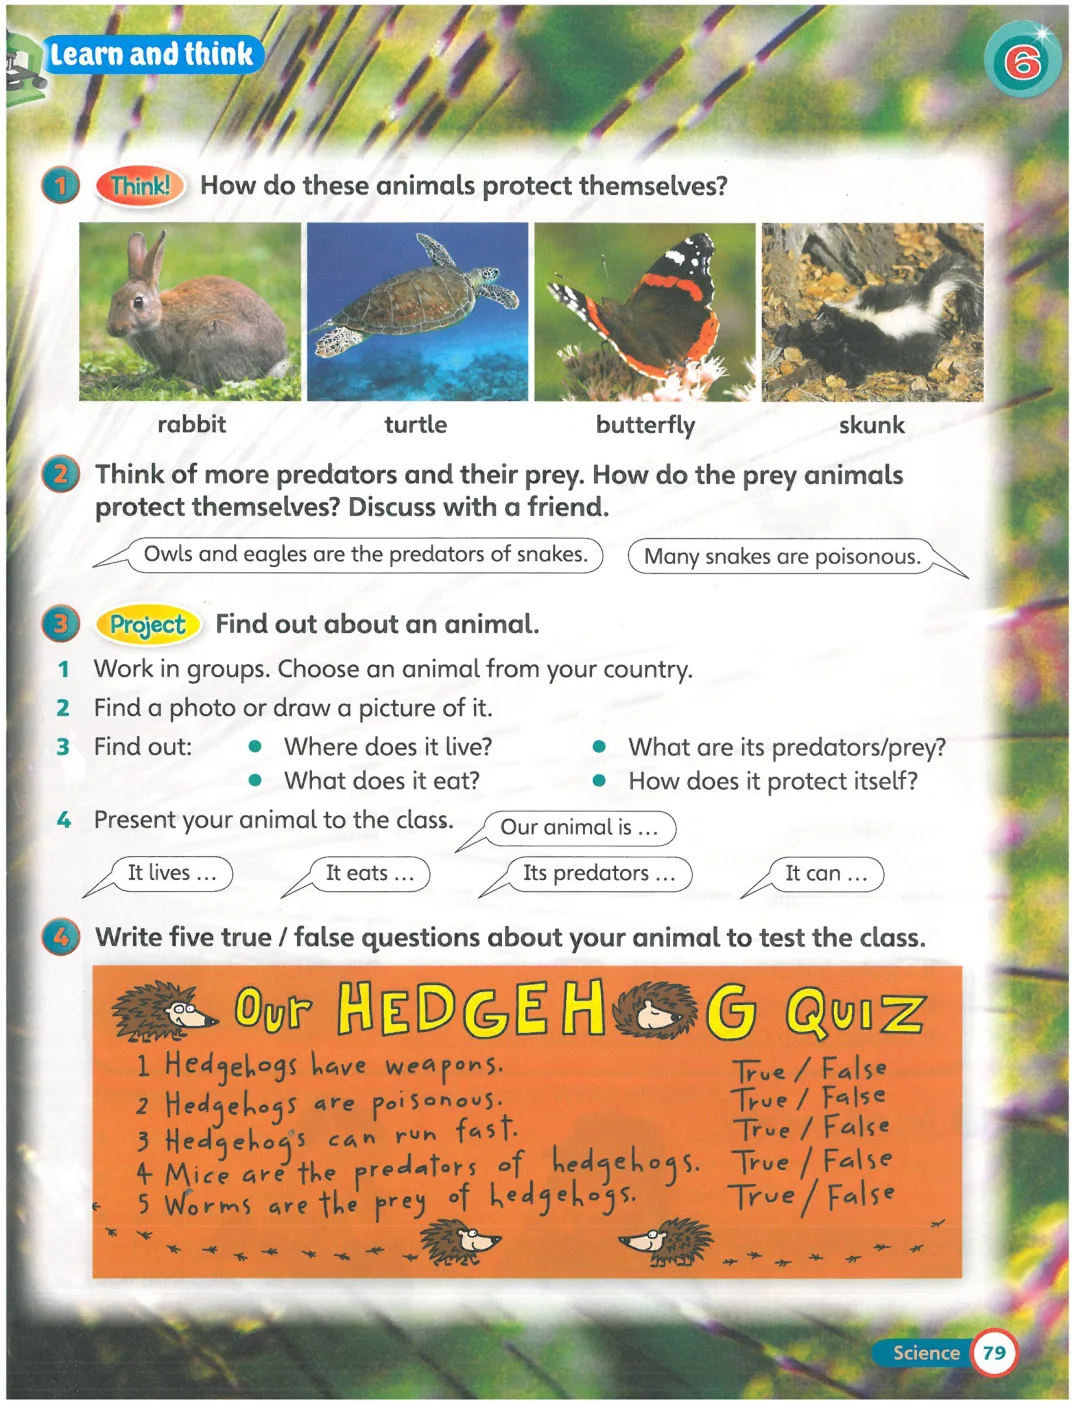 Learn and think
6
1 Think! How do these animals protect themselves?
rabbit
turtle
butterfly
skunk
2 Think of more predators and their prey. How do the prey animals
protect themselves? Discuss with a friend.
Owls and eagles are the predators of snakes.
Many snakes are poisonous.
3 Project Find out about an animal.
1 Work in groups. Choose an animal from your country.
2 Find a photo or draw a picture of it.
3 Find out: • Where does it live? • What are its predators/prey?
• What does it eat? • How does it protect itself?
4 Present your animal to the class. Our animal is ...
It lives ... It eats ... Its predators ... It can ...
4 Write five true / false questions about your animal to test the class.
Our HEDGEHOG QUIZ
1 Hedgehogs have weapons. True / False
2 Hedgehogs are poisonous. True / False
3 Hedgehogs can run fast. True / False
4 Mice are the predators of hedgehogs. True / False
5 Worms are the prey of hedgehogs. True / False
Science 79